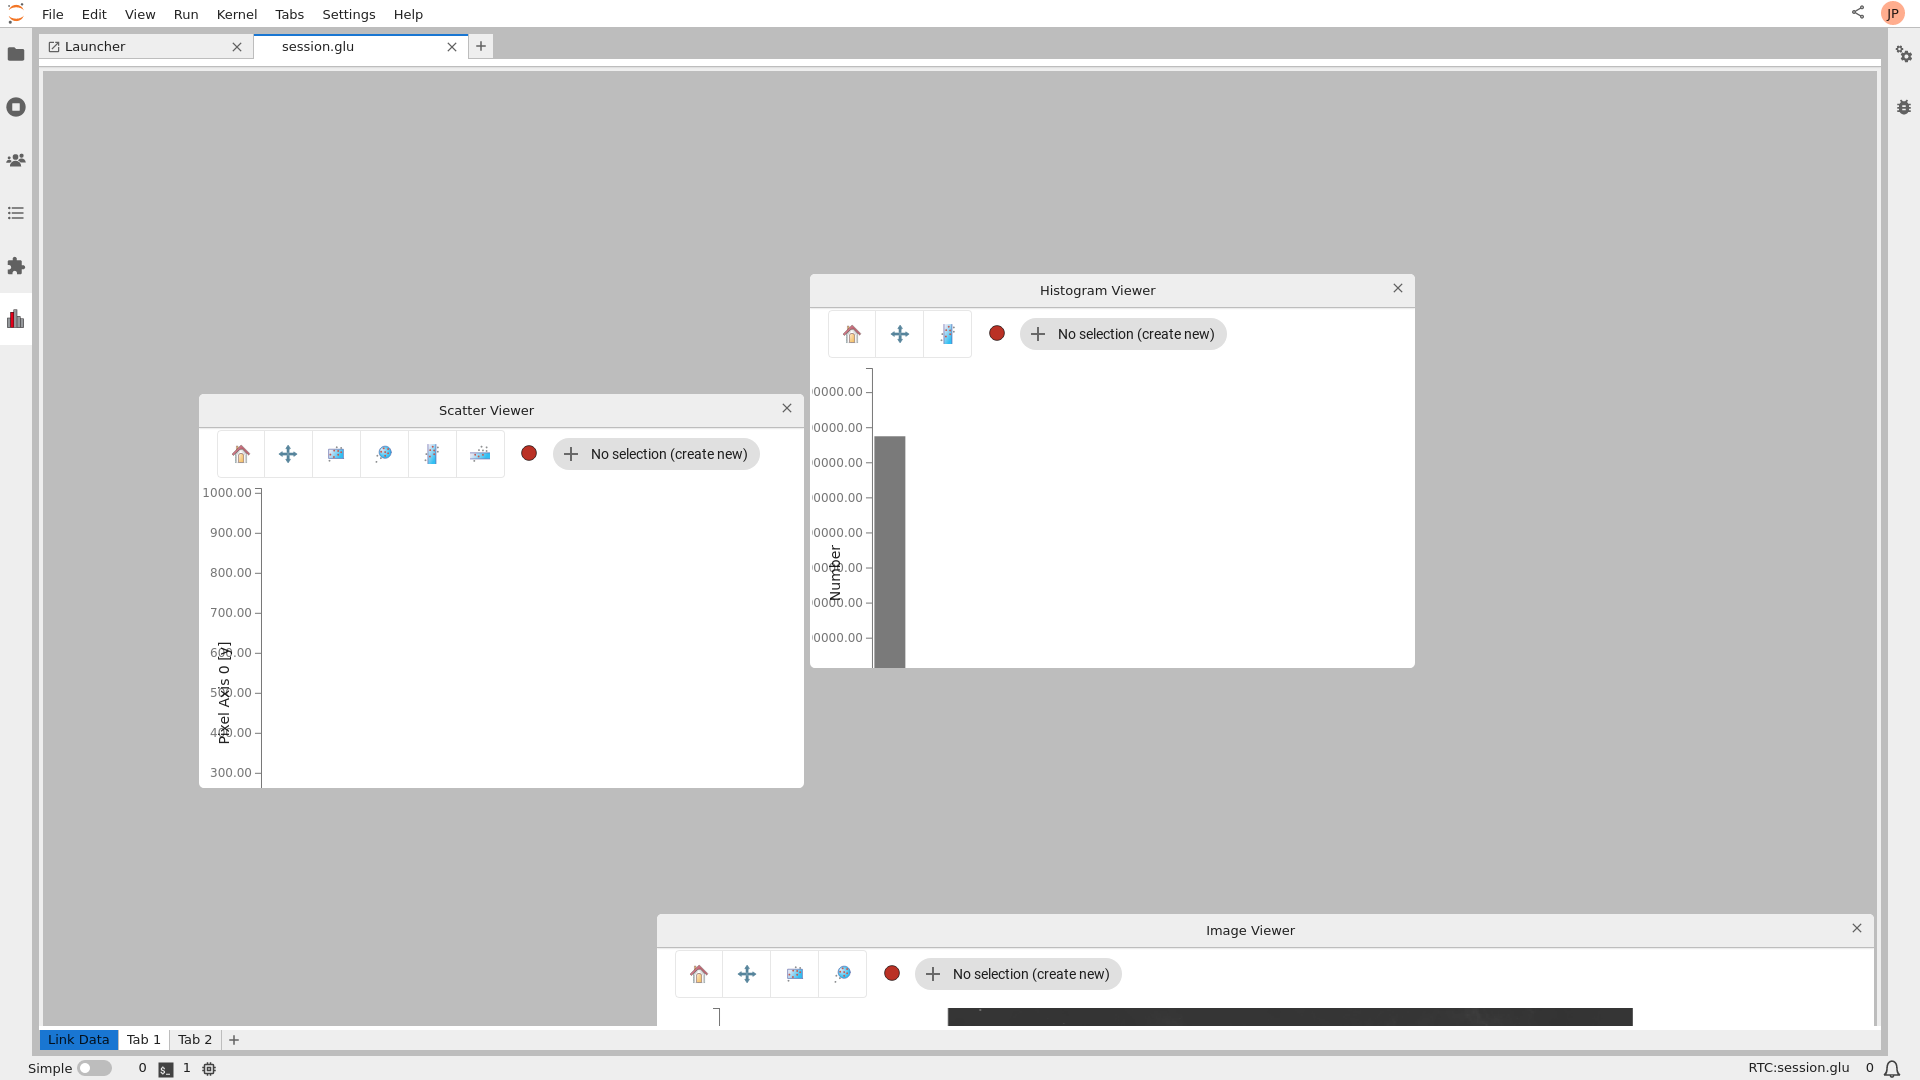 File Edit View Run Kernel Tabs Settings Help
JP
Launcher
session.glu
Histogram Viewer
No selection (create new)
0000.00
0000.00
0000.00
0000.00
0000.00
0000.00
0000.00
0000.00
Number
Scatter Viewer
No selection (create new)
1000.00
900.00
800.00
700.00
600.00
500.00
400.00
300.00
Pixel Axis 0 [y]
Image Viewer
No selection (create new)
Link Data Tab 1 Tab 2
Simple 0 $_ 1 RTC:session.glu 0